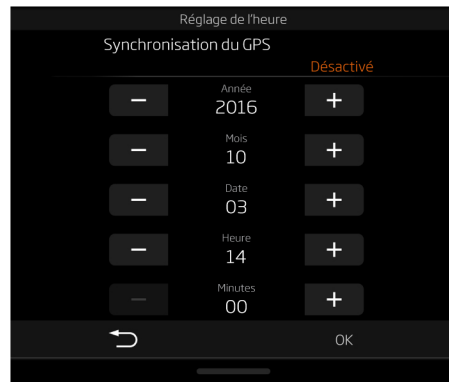 Réglage de l'heure
Synchronisation du GPS
Désactivé
Année
2016
Mois
10
Date
03
Heure
14
Minutes
00
OK